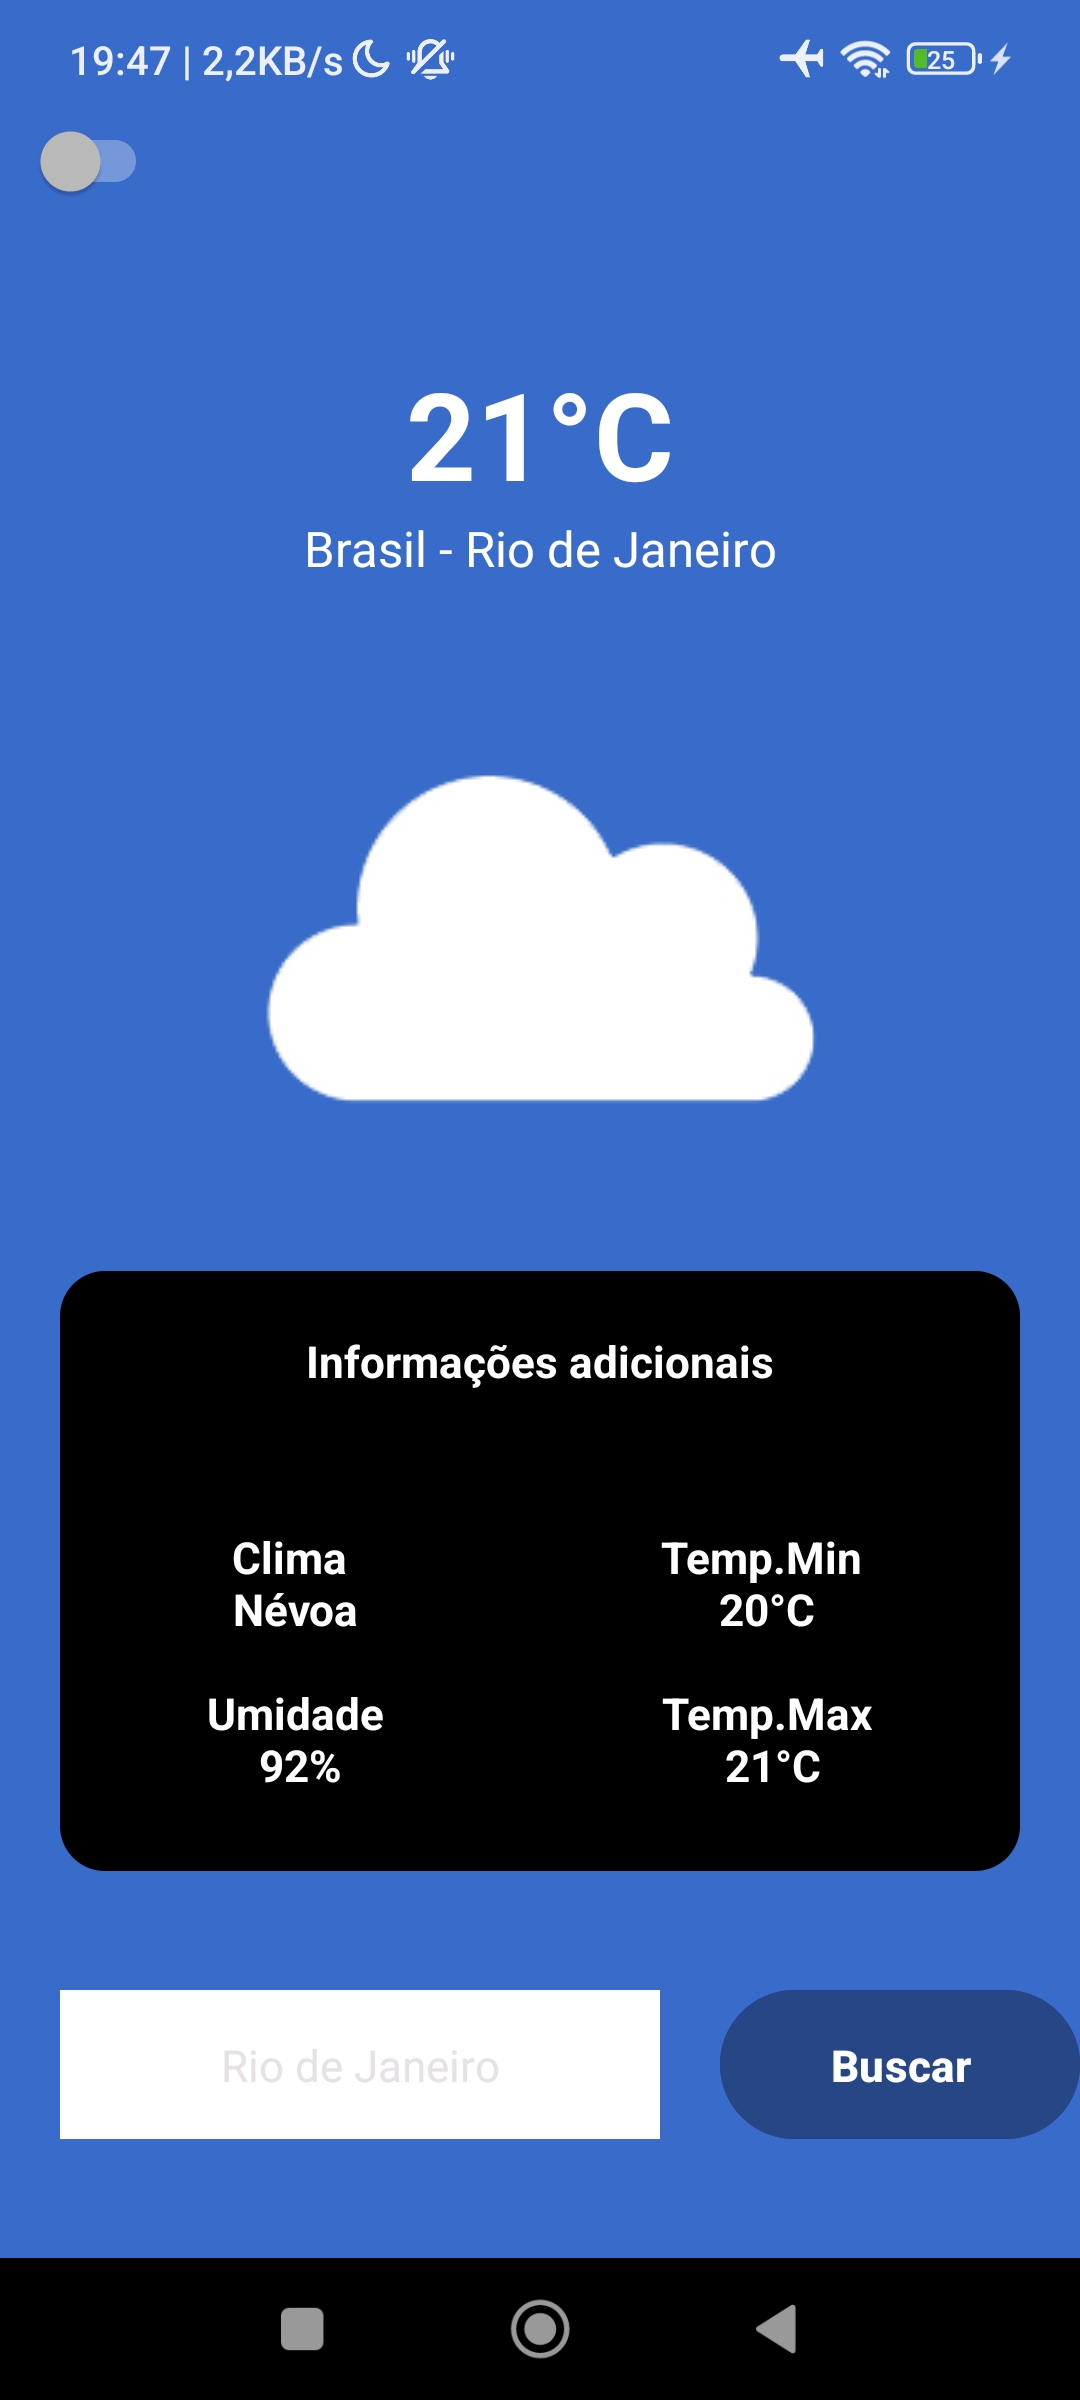 19:47 | 2,2KB/s
25
21°C
Brasil - Rio de Janeiro
Informações adicionais
Clima
Névoa
Temp.Min
20°C
Umidade
92%
Temp.Max
21°C
Rio de Janeiro
Buscar